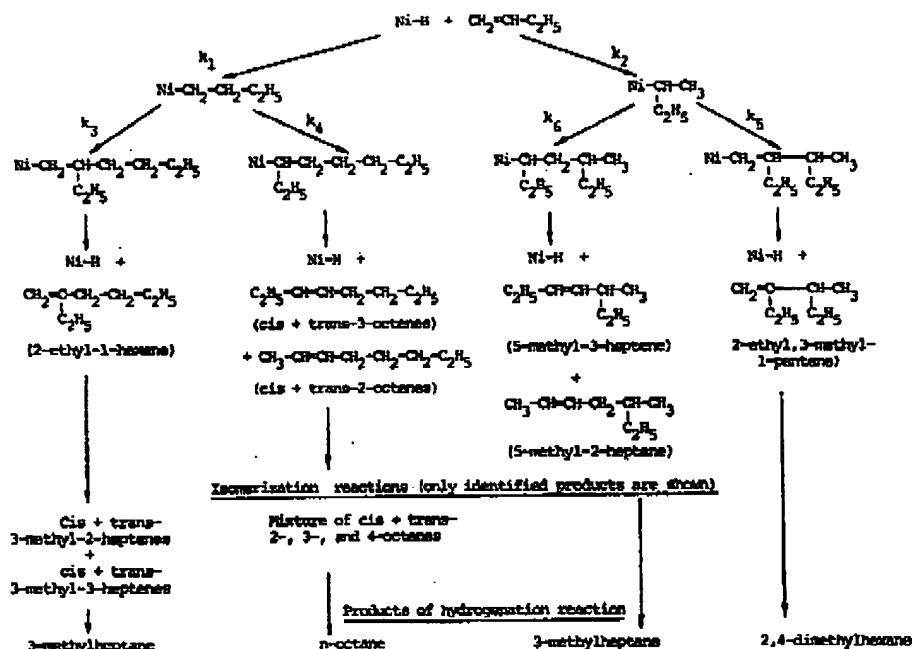 Ni-H + CH2=CH-C2H5
k1
k2
Ni-CH2-CH2-C2H5
Ni-CH-CH3
C2H5
k3
k4
k6
k5
Ni-CH2-CH-CH2-CH2-C2H5
C2H5
Ni-CH-CH2-CH2-CH2-C2H5
C2H5
Ni-CH-CH2-CH-CH3
C2H5 C2H5
Ni-CH2-CH-CH-CH3
C2H5 C2H5
Ni-H +
Ni-H +
Ni-H +
Ni-H +
CH2=C-CH2-CH2-C2H5
C2H5
(2-ethyl-1-hexene)
C2H5-CH=CH-CH2-CH2-C2H5
(cis + trans-3-octenes)
+ CH3-CH=CH-CH2-CH2-CH2-C2H5
(cis + trans-2-octenes)
C2H5-CH=CH-CH-CH3
C2H5
(5-methyl-3-heptene)
+
CH3-CH=CH-CH2-CH-CH3
C2H5
(5-methyl-2-heptene)
CH2=C-CH-CH3
C2H5 C2H5
2-ethyl,3-methyl-
1-pentene)
Isomerization reactions (only identified products are shown)
Cis + trans-
3-methyl-2-heptenes
+
cis + trans-
3-methyl-3-heptenes
Mixture of cis + trans-
2-, 3-, and 4-octenes
Products of hydrogenation reaction
3-methylheptane
n-octane
3-methylheptane
2,4-dimethylhexane